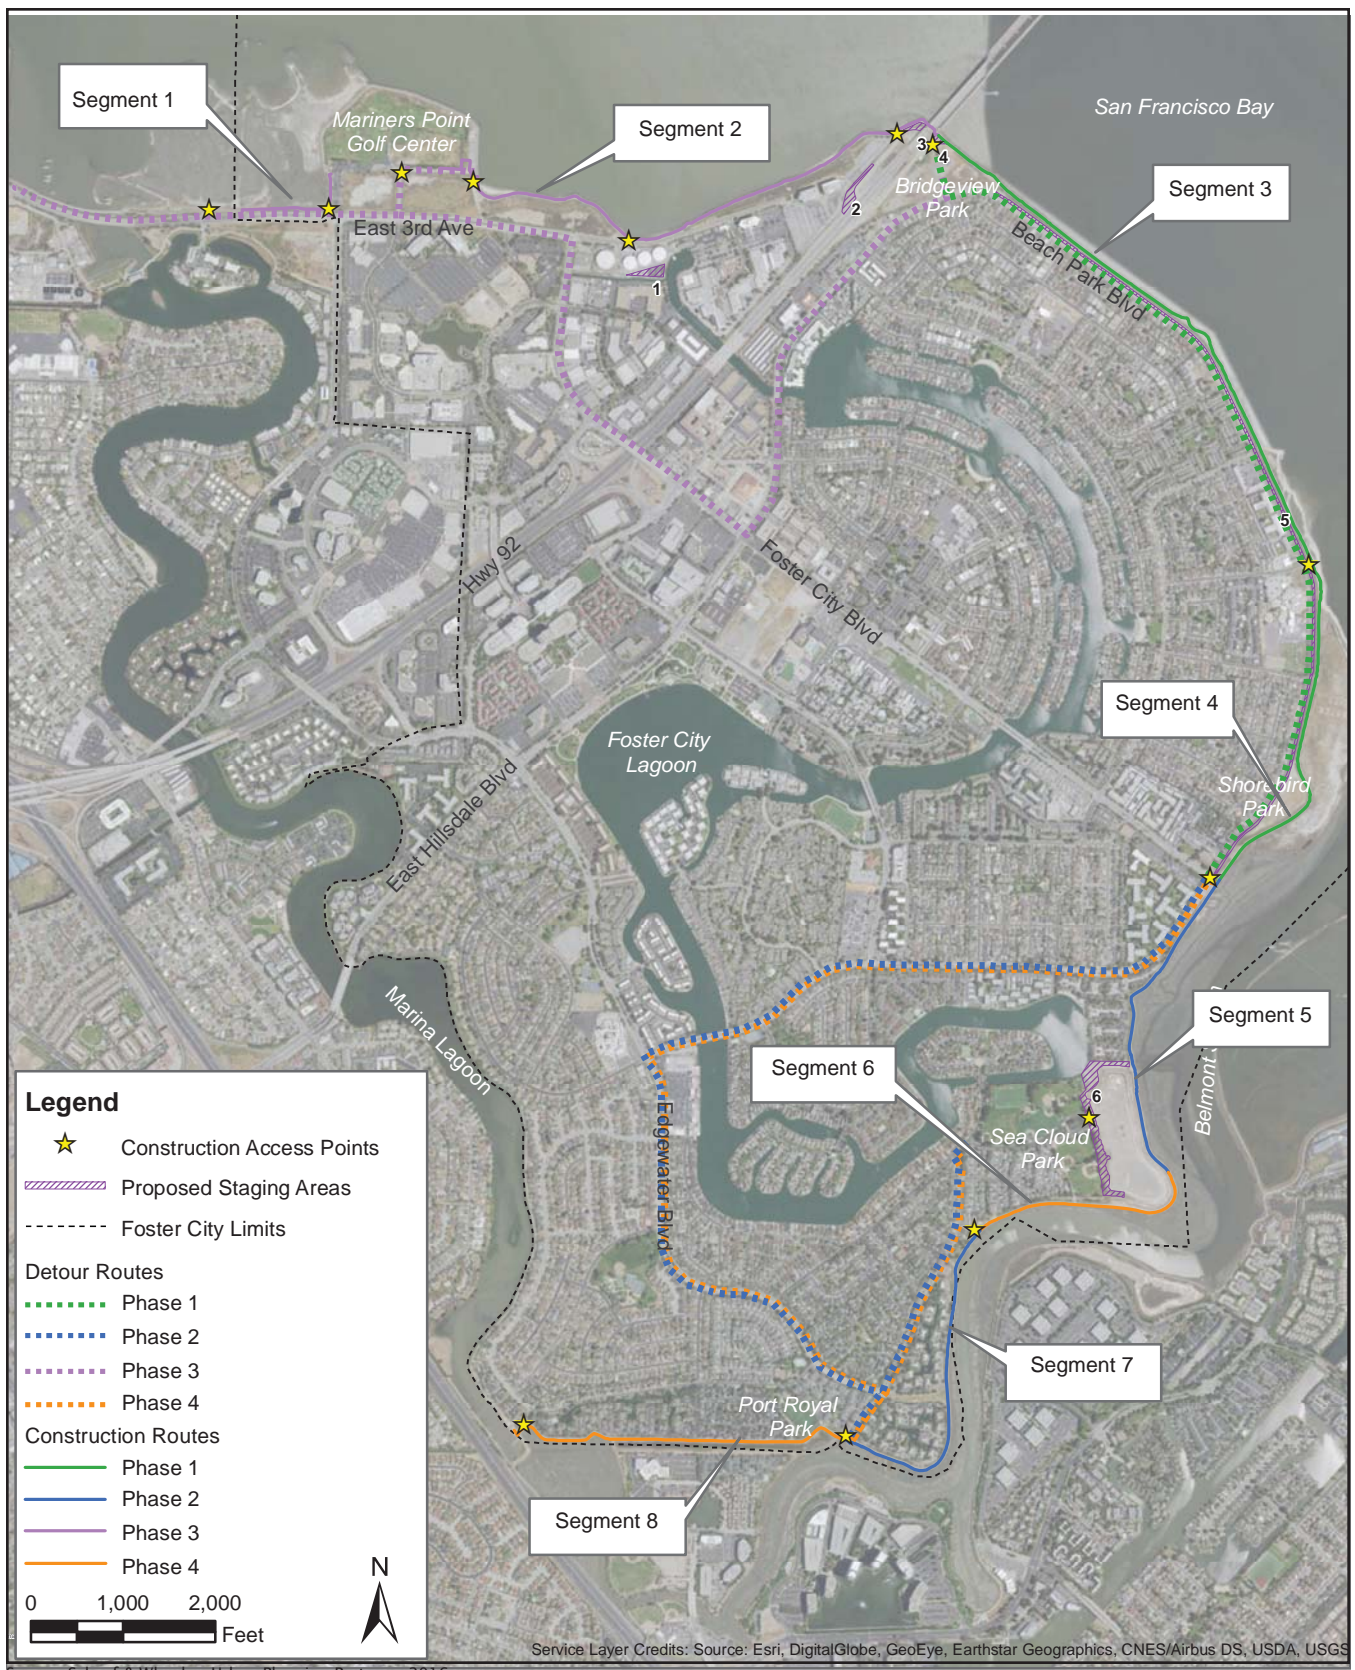 Segment 1
Mariners Point
Golf Center
Segment 2
San Francisco Bay
3
4
Bridgeview
Park
2
Segment 3
East 3rd Ave
Beach Park Blvd
1
5
Hwy 92
Foster City Blvd
Segment 4
Foster City
Lagoon
Shorebird
Park
East Hillsdale Blvd
Marina Lagoon
Segment 5
Segment 6
Belmont
6
Sea Cloud
Park
Edgewater Blvd
Segment 7
Port Royal
Park
Segment 8
Legend
Construction Access Points
Proposed Staging Areas
Foster City Limits
Detour Routes
Phase 1
Phase 2
Phase 3
Phase 4
Construction Routes
Phase 1
Phase 2
Phase 3
Phase 4
N
0 1,000 2,000
Feet
Service Layer Credits: Source: Esri, DigitalGlobe, GeoEye, Earthstar Geographics, CNES/Airbus DS, USDA, USGS